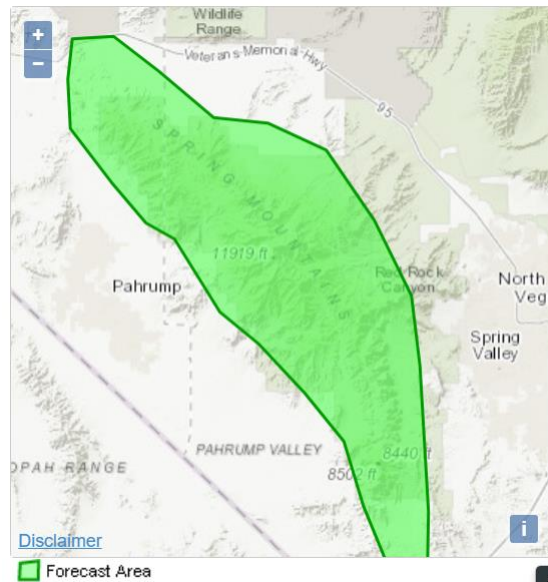 Wildlife
Range
+
−
Veterans-Memorial-Hwy
95
SPRING MOUNTAINS
11919 ft
Red Rock
Canyon
Pahrump
North
Veg
Spring
Valley
PAHRUMP VALLEY
8440 ft
OPAH RANGE
8502 ft
Disclaimer
i
Forecast Area